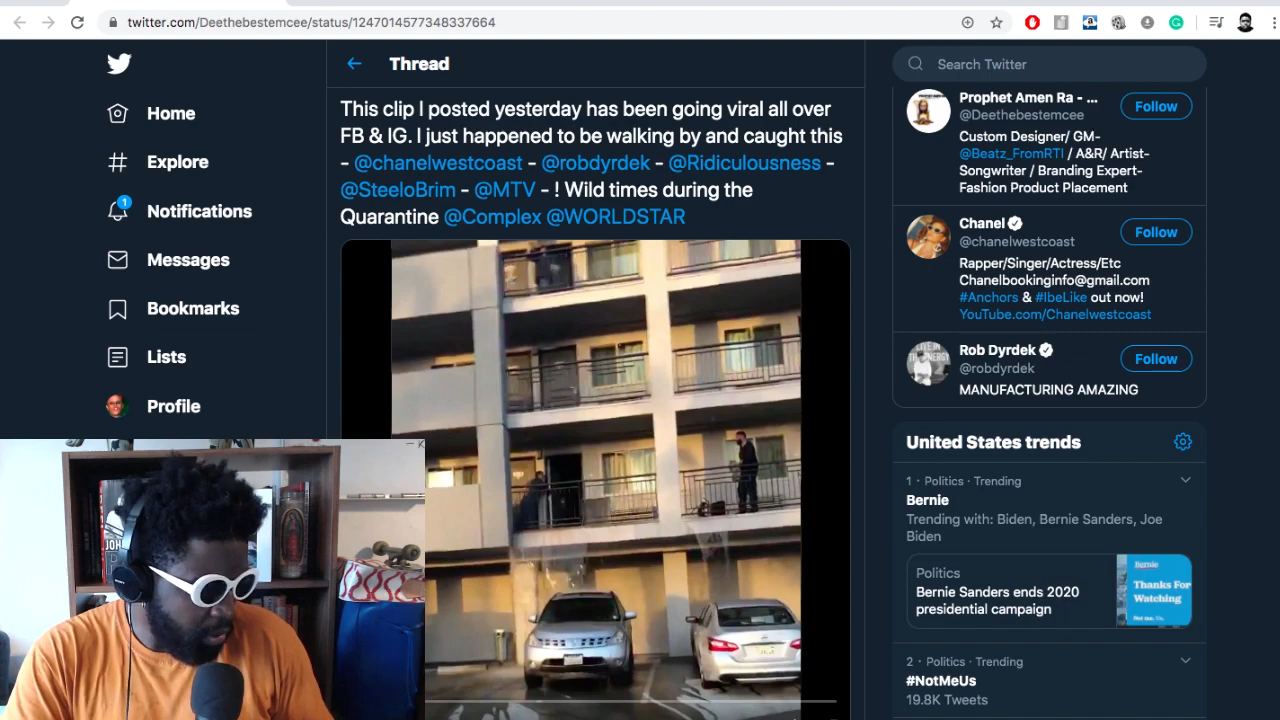 twitter.com/Deethebestemcee/status/1247014577348337664
Home
Explore
1
Notifications
Messages
Bookmarks
Lists
Profile
Thread
This clip I posted yesterday has been going viral all over
FB & IG. I just happened to be walking by and caught this
- @chanelwestcoast - @robdyrdek - @Ridiculousness -
@SteeloBrim - @MTV - ! Wild times during the
Quarantine @Complex @WORLDSTAR
Search Twitter
Prophet Amen Ra - ...
@Deethebestemcee
Follow
Custom Designer/ GM-
@Beatz_FromRTI / A&R/ Artist-
Songwriter / Branding Expert-
Fashion Product Placement
Chanel
@chanelwestcoast
Follow
Rapper/Singer/Actress/Etc
Chanelbookinginfo@gmail.com
#Anchors & #IbeLike out now!
YouTube.com/Chanelwestcoast
Rob Dyrdek
@robdyrdek
Follow
MANUFACTURING AMAZING
United States trends
1 · Politics · Trending
Bernie
Trending with: Biden, Bernie Sanders, Joe
Biden
Politics
Bernie Sanders ends 2020
presidential campaign
Bernie
Thanks For
Watching
Not me. Us.
2 · Politics · Trending
#NotMeUs
19.8K Tweets
SONY